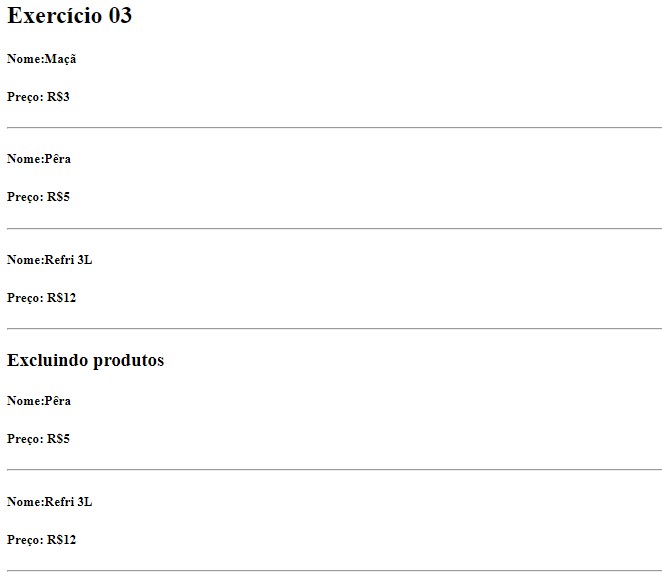 Exercício 03
Nome:Maçã
Preço: R$3
Nome:Pêra
Preço: R$5
Nome:Refri 3L
Preço: R$12
Excluindo produtos
Nome:Pêra
Preço: R$5
Nome:Refri 3L
Preço: R$12